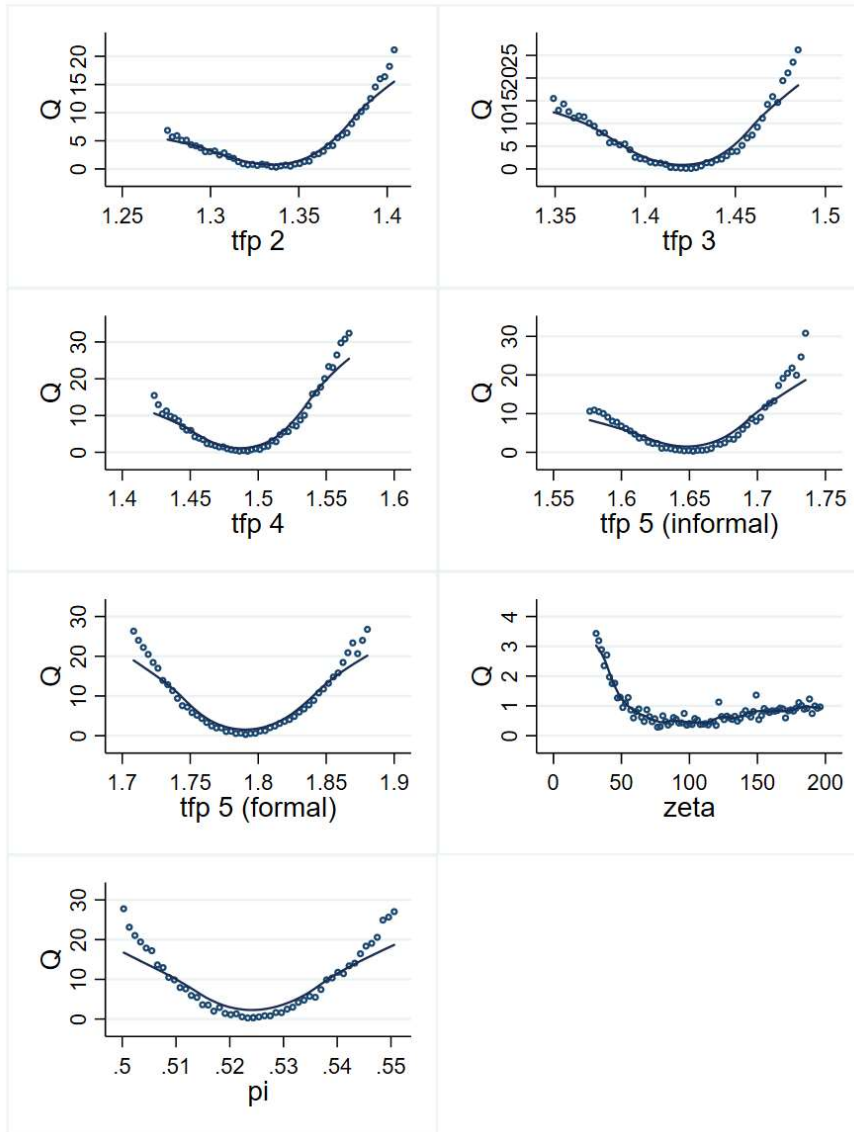 Q
0 5 10 15 20
1.25 1.3 1.35 1.4
tfp 2
Q
0 5 10 15 20 25
1.35 1.4 1.45 1.5
tfp 3
Q
0 10 20 30
1.4 1.45 1.5 1.55 1.6
tfp 4
Q
0 10 20 30
1.55 1.6 1.65 1.7 1.75
tfp 5 (informal)
Q
0 10 20 30
1.7 1.75 1.8 1.85 1.9
tfp 5 (formal)
Q
0 1 2 3 4
0 50 100 150 200
zeta
Q
0 10 20 30
.5 .51 .52 .53 .54 .55
pi